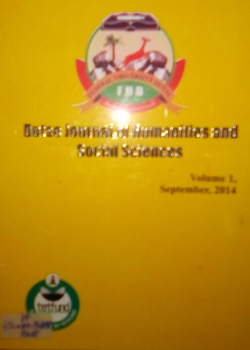 FUD
Dutse Journal of Humanities and
Social Sciences
Volume 1,
September, 2014
tetfund